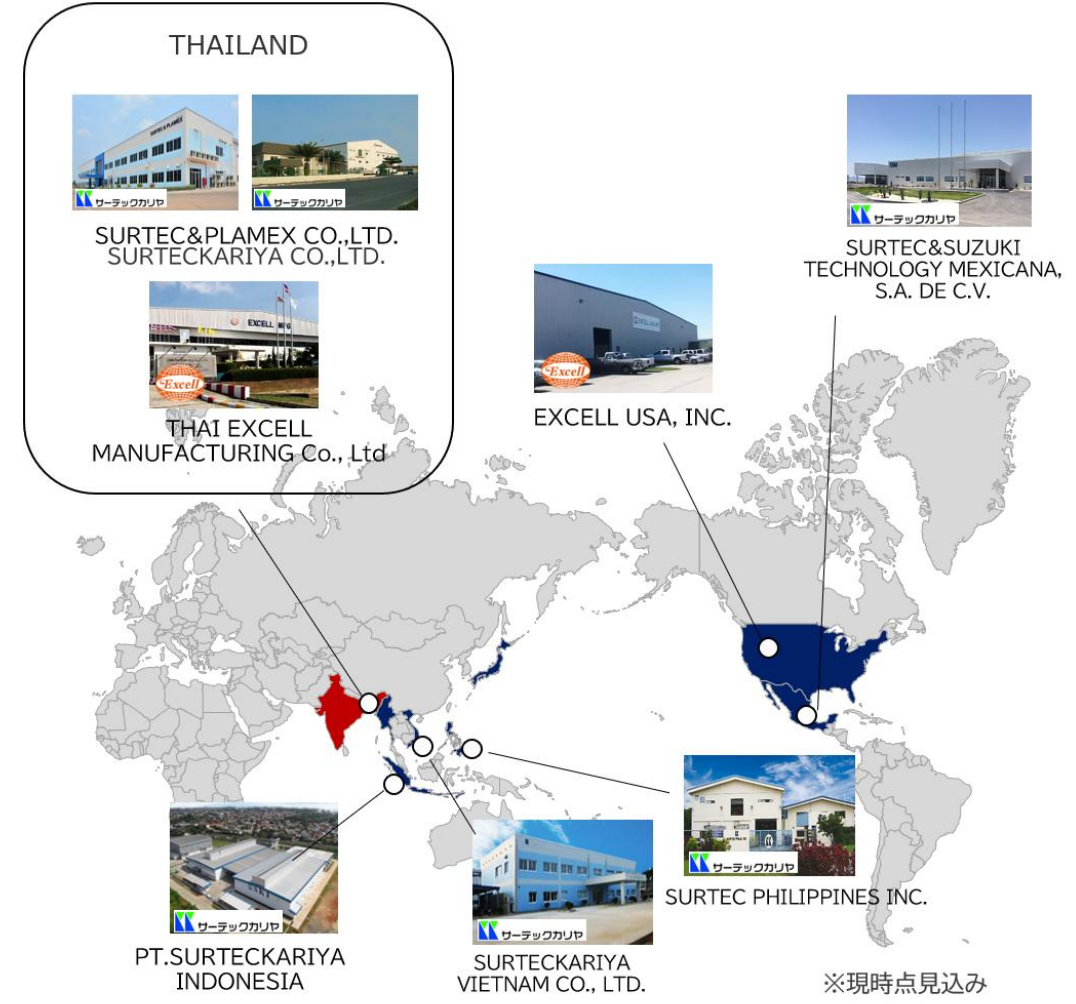 THAILAND
SURTEC & PLAMEX
サーテックカリヤ
サーテックカリヤ
SURTEC&PLAMEX CO.,LTD.
SURTECKARIYA CO.,LTD.
EXCELL MFG
Excell
THAI EXCELL
MANUFACTURING Co., Ltd
Excell
EXCELL USA, INC.
サーテックカリヤ
SURTEC&SUZUKI
TECHNOLOGY MEXICANA,
S.A. DE C.V.
サーテックカリヤ
PT.SURTECKARIYA
INDONESIA
サーテックカリヤ
SURTECKARIYA
VIETNAM CO., LTD.
サーテックカリヤ
SURTEC PHILIPPINES INC.
※現時点見込み